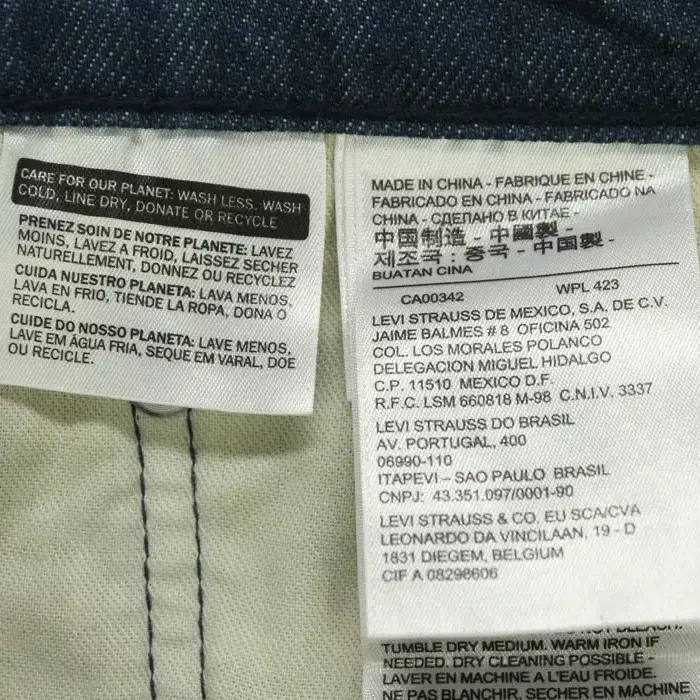 CARE FOR OUR PLANET: WASH LESS, WASH
COLD, LINE DRY, DONATE OR RECYCLE
PRENEZ SOIN DE NOTRE PLANETE: LAVEZ
MOINS, LAVEZ A FROID, LAISSEZ SECHER
NATURELLEMENT, DONNEZ OU RECYCLEZ
CUIDA NUESTRO PLANETA: LAVA MENOS,
LAVA EN FRIO, TIENDE LA ROPA, DONA O
RECICLA.
CUIDE DO NOSSO PLANETA: LAVE MENOS,
LAVE EM ÁGUA FRIA, SEQUE EM VARAL, DOE
OU RECICLE.
MADE IN CHINA - FABRIQUE EN CHINE -
FABRICADO EN CHINA - FABRICADO NA
CHINA - СДЕЛАНО В КИТАЕ -
中国制造 - 中國製 -
제조국 : 중국 - 中国製 -
BUATAN CINA
CA00342 WPL 423
LEVI STRAUSS DE MEXICO, S.A. DE C.V.
JAIME BALMES # 8 OFICINA 502
COL. LOS MORALES POLANCO
DELEGACION MIGUEL HIDALGO
C.P. 11510 MEXICO D.F.
R.F.C. LSM 660818 M-98 C.N.I.V. 3337
LEVI STRAUSS DO BRASIL
AV. PORTUGAL, 400
06990-110
ITAPEVI – SAO PAULO BRASIL
CNPJ: 43.351.097/0001-90
LEVI STRAUSS & CO. EU SCA/CVA
LEONARDO DA VINCILAAN, 19 - D
1831 DIEGEM, BELGIUM
CIF A 08298606
NOT BLEACH.
TUMBLE DRY MEDIUM. WARM IRON IF
NEEDED. DRY CLEANING POSSIBLE -
LAVER EN MACHINE A L'EAU FROIDE.
NE PAS BLANCHIR. SECHER EN MACHINE